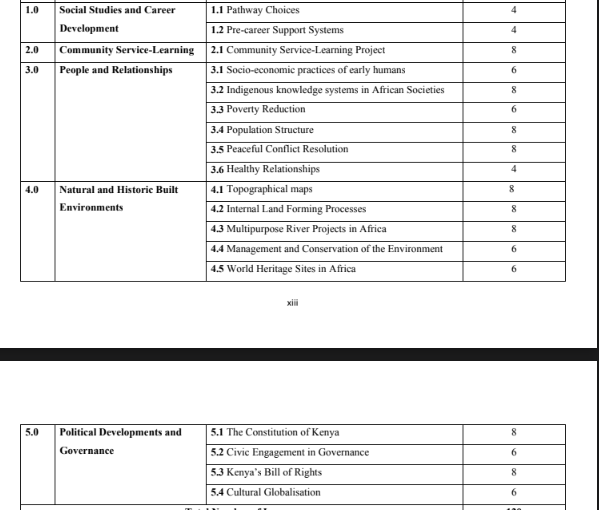 1.0 Social Studies and Career Development 1.1 Pathway Choices 4
1.2 Pre-career Support Systems 4
2.0 Community Service-Learning 2.1 Community Service-Learning Project 8
3.0 People and Relationships 3.1 Socio-economic practices of early humans 6
3.2 Indigenous knowledge systems in African Societies 8
3.3 Poverty Reduction 6
3.4 Population Structure 8
3.5 Peaceful Conflict Resolution 8
3.6 Healthy Relationships 4
4.0 Natural and Historic Built Environments 4.1 Topographical maps 8
4.2 Internal Land Forming Processes 8
4.3 Multipurpose River Projects in Africa 8
4.4 Management and Conservation of the Environment 6
4.5 World Heritage Sites in Africa 6
xiii
5.0 Political Developments and Governance 5.1 The Constitution of Kenya 8
5.2 Civic Engagement in Governance 6
5.3 Kenya's Bill of Rights 8
5.4 Cultural Globalisation 6